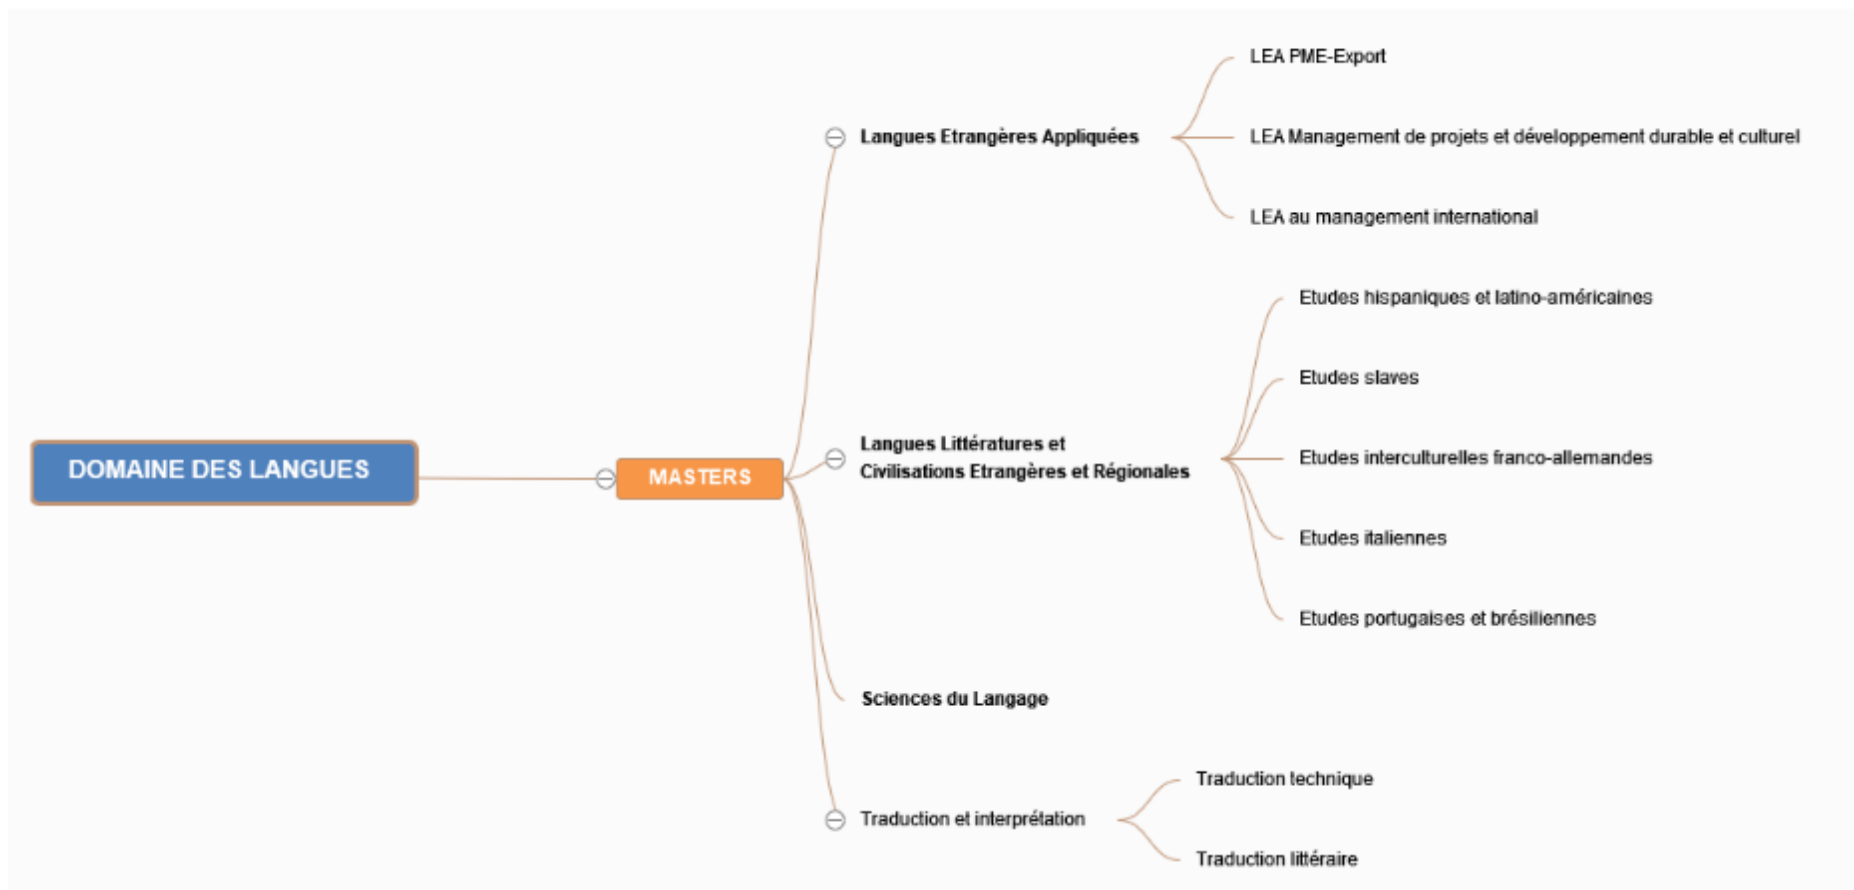 DOMAINE DES LANGUES
MASTERS
Langues Etrangères Appliquées
LEA PME-Export
LEA Management de projets et développement durable et culturel
LEA au management international
Langues Littératures et
Civilisations Etrangères et Régionales
Etudes hispaniques et latino-américaines
Etudes slaves
Etudes interculturelles franco-allemandes
Etudes italiennes
Etudes portugaises et brésiliennes
Sciences du Langage
Traduction et interprétation
Traduction technique
Traduction littéraire